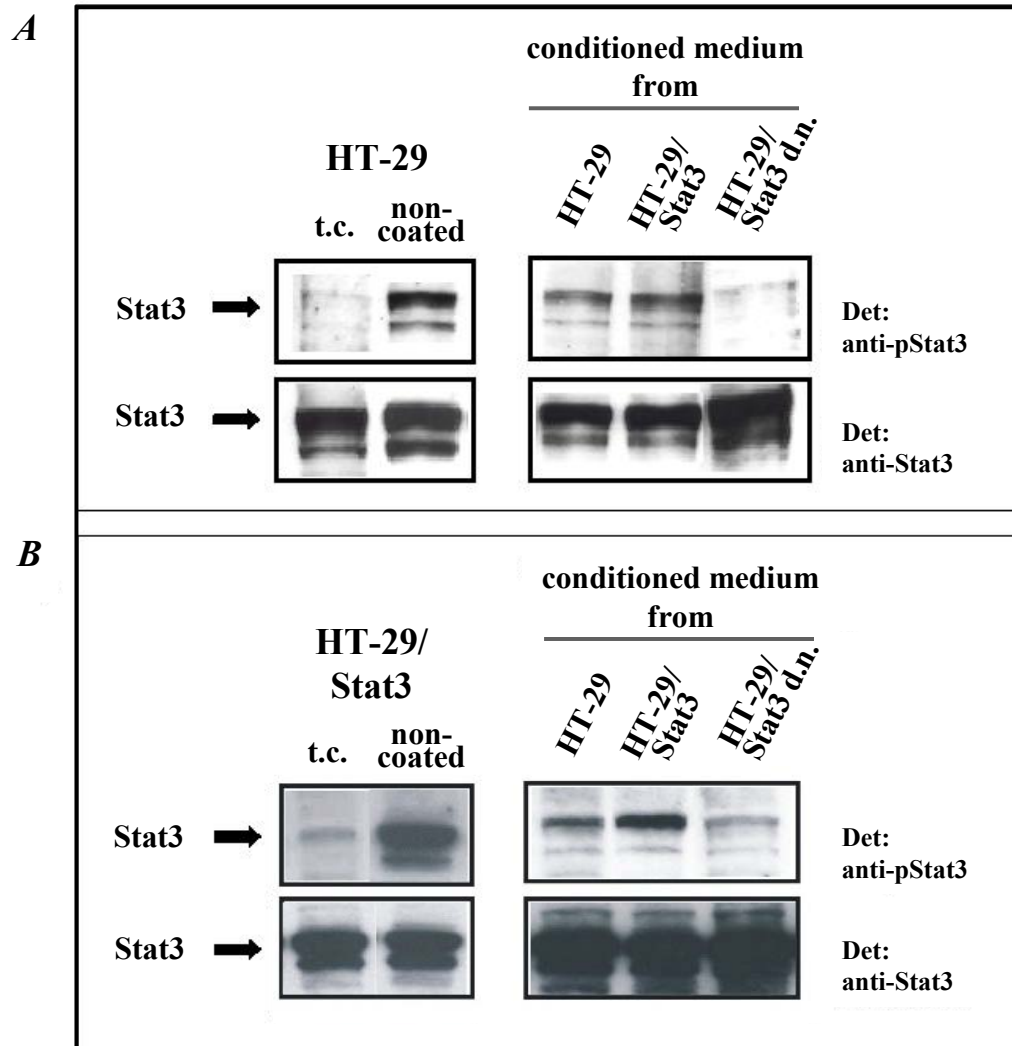 A
conditioned medium
from
HT-29
t.c.
non-
coated
HT-29
HT-29/
Stat3
HT-29/
Stat3 d.n.
Stat3
Det:
anti-pStat3
Stat3
Det:
anti-Stat3
B
conditioned medium
from
HT-29/
Stat3
t.c.
non-
coated
HT-29
HT-29/
Stat3
HT-29/
Stat3 d.n.
Stat3
Det:
anti-pStat3
Stat3
Det:
anti-Stat3